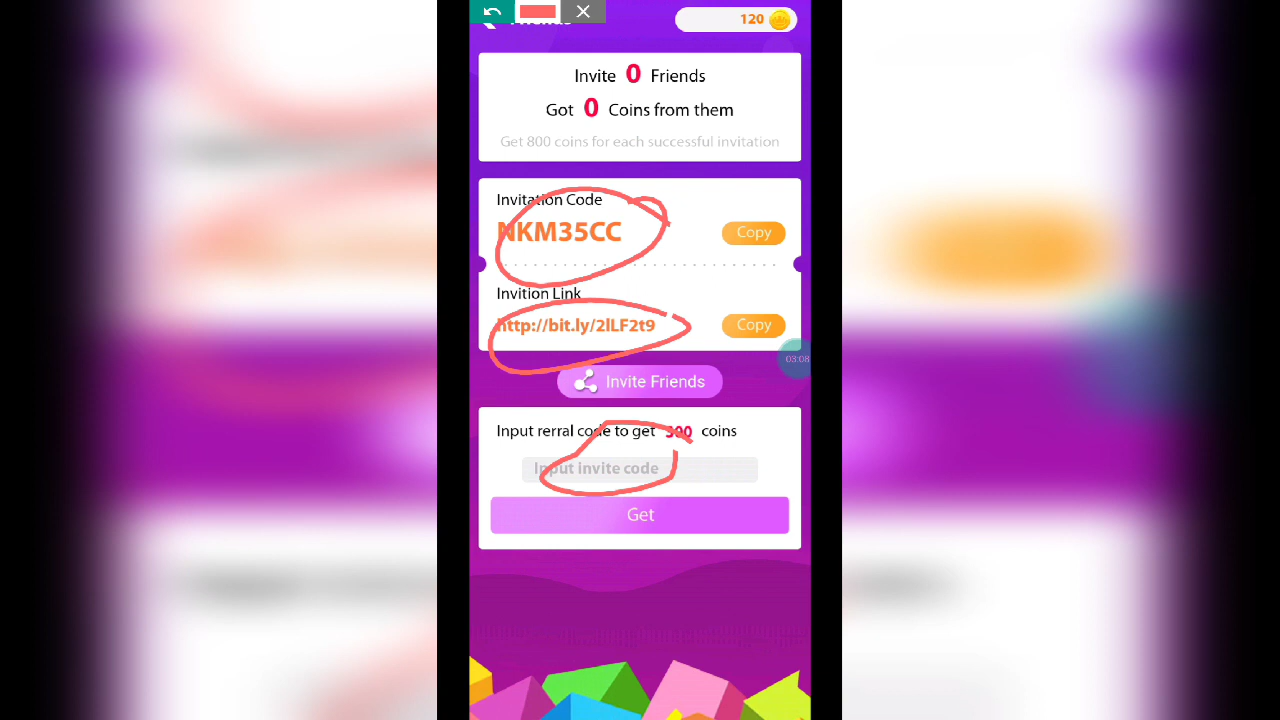 120
Invite 0 Friends
Got 0 Coins from them
Get 800 coins for each successful invitation
Invitation Code
NKM35CC
Copy
Invition Link
http://bit.ly/2lLF2t9
Copy
03:08
Invite Friends
Input rerral code to get 300 coins
Input invite code
Get